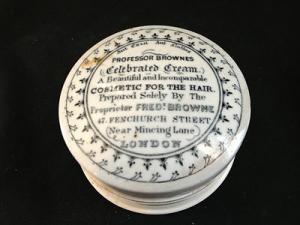 PROFESSOR BROWNES
Celebrated Cream.
A Beautiful and Incomparable
COSMETIC FOR THE HAIR.
Prepared Solely By The
Proprietor FREDK. BROWNE
47. FENCHURCH STREET
(Near Mincing Lane)
LONDON